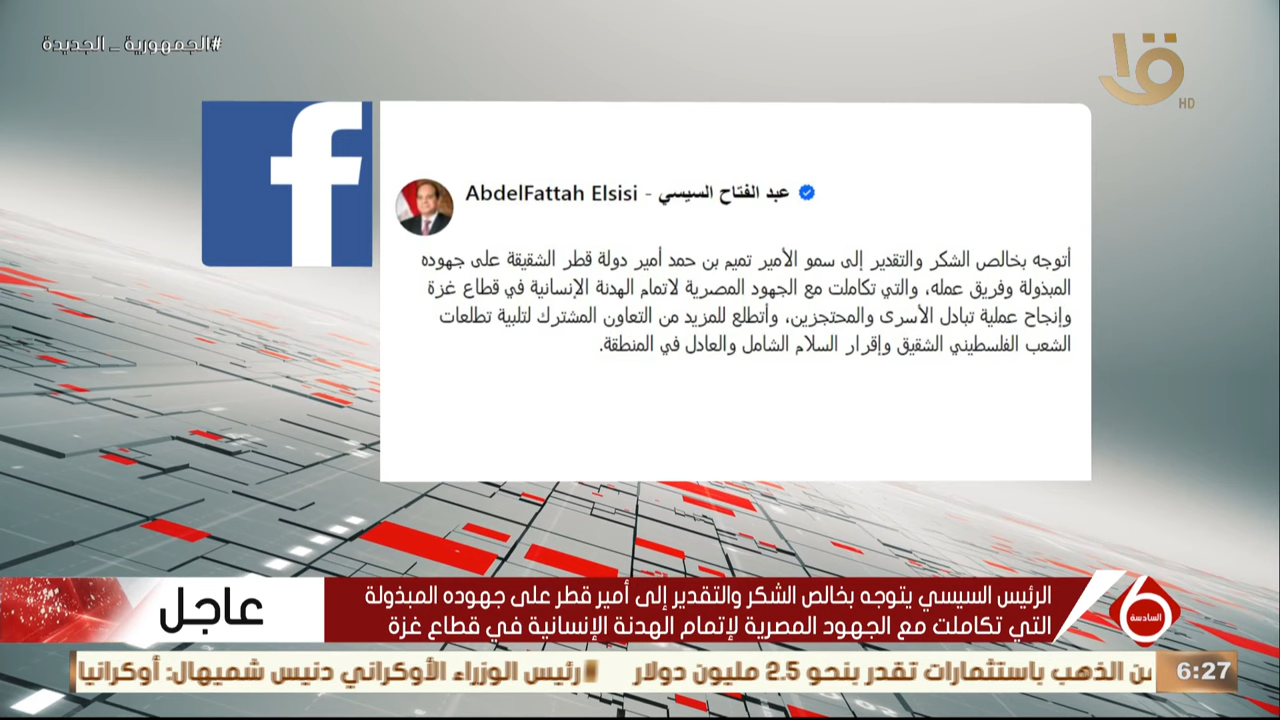 #الجمهورية_الجديدة
HD
AbdelFattah Elsisi - عبد الفتاح السيسي
أتوجه بخالص الشكر والتقدير إلى سمو الأمير تميم بن حمد أمير دولة قطر الشقيقة على جهوده
المبذولة وفريق عمله، والتي تكاملت مع الجهود المصرية لاتمام الهدنة الإنسانية في قطاع غزة
وإنجاح عملية تبادل الأسرى والمحتجزين، وأتطلع للمزيد من التعاون المشترك لتلبية تطلعات
الشعب الفلسطيني الشقيق وإقرار السلام الشامل والعادل في المنطقة.
عاجل
الرئيس السيسي يتوجه بخالص الشكر والتقدير إلى أمير قطر على جهوده المبذولة
التي تكاملت مع الجهود المصرية لإتمام الهدنة الإنسانية في قطاع غزة
السادسة
6:27
الذهب باستثمارات تقدر بنحو 2.5 مليون دولار
رئيس الوزراء الأوكراني دنيس شميهال: أوكرانيا